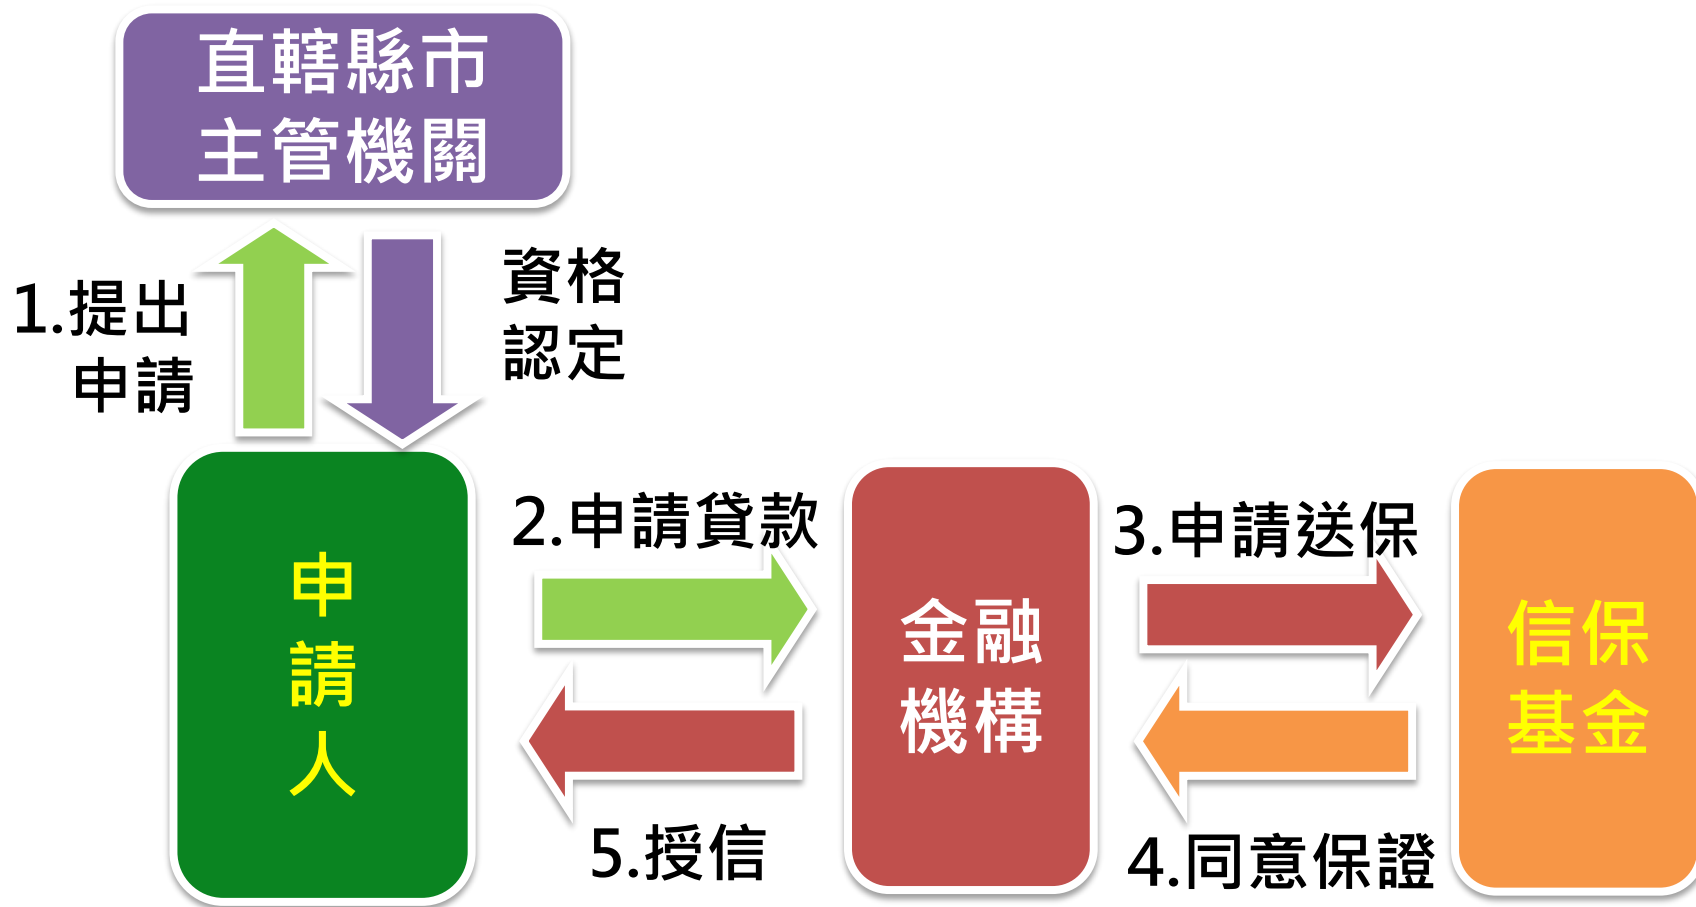 直轄縣市
主管機關
1.提出
申請
資格
認定
申
請
人
2.申請貸款
5.授信
金融
機構
3.申請送保
4.同意保證
信保
基金